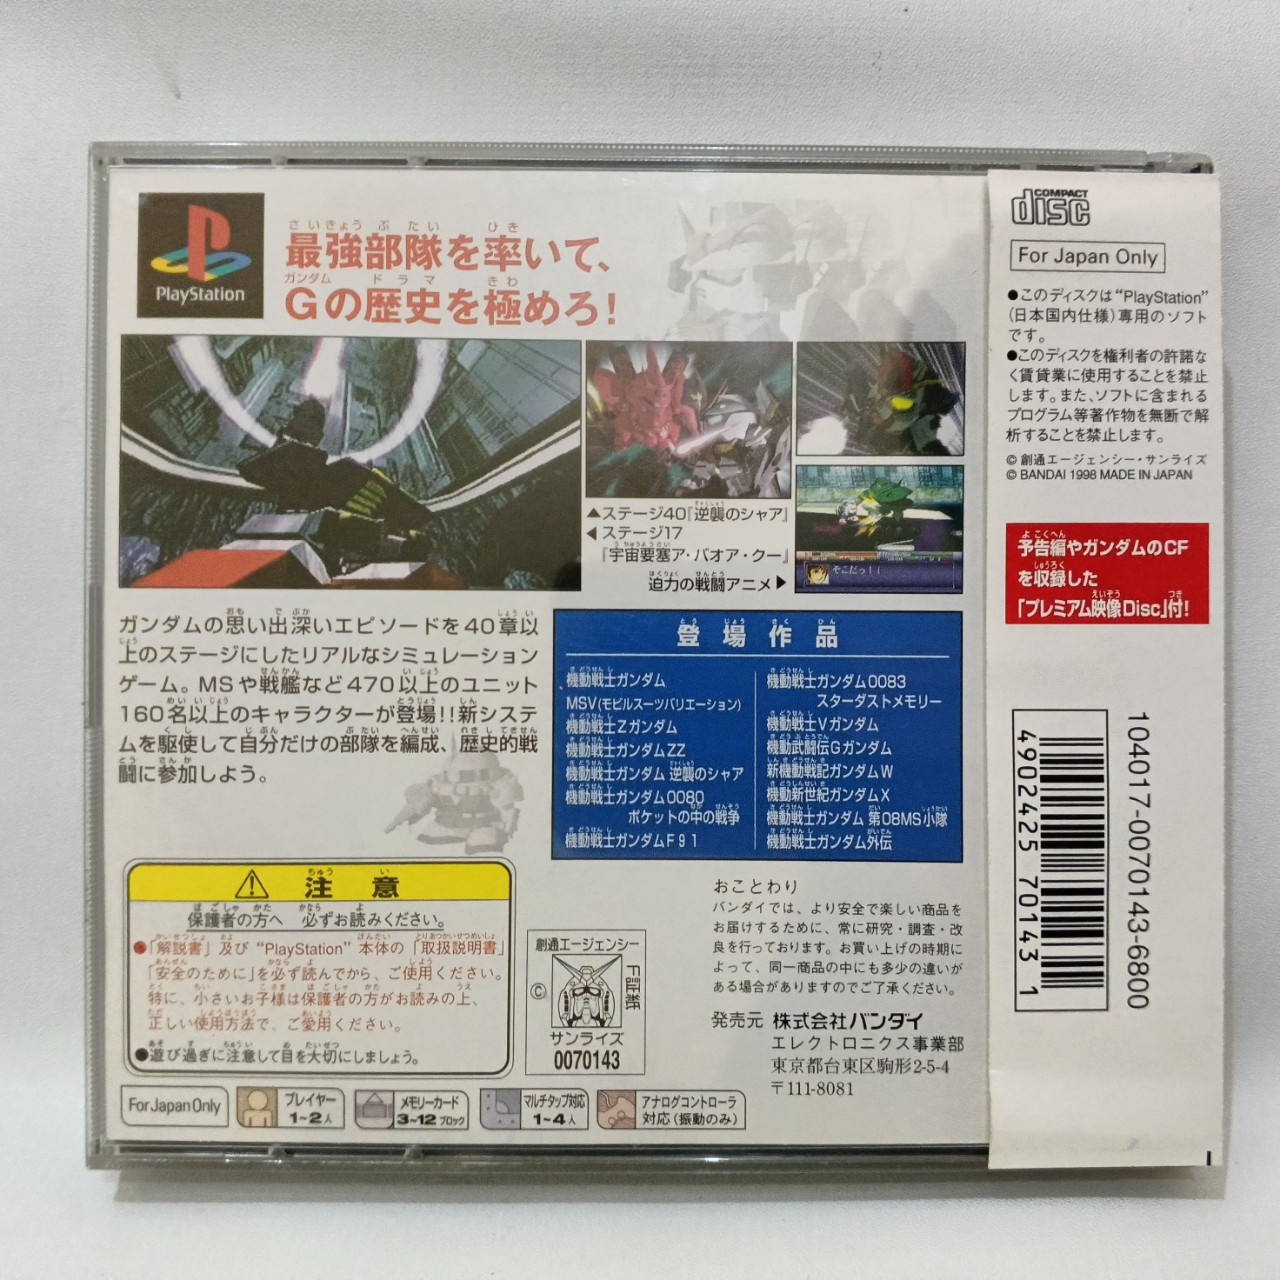 PlayStation
さいきょうぶたい ひき
最強部隊を率いて、
ガンダム ドラマ きわ
Gの歴史を極めろ!
▲ステージ40『逆襲のシャア』
◀ステージ17
『宇宙要塞ア・バオア・クー』
迫力の戦闘アニメ▶
そこだっ!!
ガンダムの思い出深いエピソードを40章以
上のステージにしたリアルなシミュレーション
ゲーム。MSや戦艦など470以上のユニット
160名以上のキャラクターが登場!!新システ
ムを駆使して自分だけの部隊を編成、歴史的戦
闘に参加しよう。
登場作品
機動戦士ガンダム
MSV(モビルスーツバリエーション)
機動戦士Zガンダム
機動戦士ガンダムZZ
機動戦士ガンダム 逆襲のシャア
機動戦士ガンダム0080
ポケットの中の戦争
機動戦士ガンダムF91
機動戦士ガンダム0083
スターダストメモリー
機動戦士Vガンダム
機動武闘伝Gガンダム
新機動戦記ガンダムW
機動新世紀ガンダムX
機動戦士ガンダム 第08MS小隊
機動戦士ガンダム外伝
注意
保護者の方へ 必ずお読みください。
●「解説書」及び“PlayStation”本体の「取扱説明書」
「安全のために」を必ず読んでから、ご使用ください。
特に、小さいお子様は保護者の方がお読みの上、
正しい使用方法で、ご愛用ください。
●遊び過ぎに注意して目を大切にしましょう。
創通エージェンシー
©
F証紙
サンライズ
0070143
おことわり
バンダイでは、より安全で楽しい商品を
お届けするために、常に研究・調査・改
良を行っております。お買い上げの時期に
よって、同一商品の中にも多少の違いが
ある場合がありますのでご了承ください。
発売元 株式会社バンダイ
エレクトロニクス事業部
東京都台東区駒形2-5-4
〒111-8081
For Japan Only
プレイヤー
1~2人
メモリーカード
3~12ブロック
マルチタップ対応
1~4人
アナログコントローラ
対応(振動のみ)
COMPACT
disc
For Japan Only
●このディスクは“PlayStation”
(日本国内仕様)専用のソフト
です。
●このディスクを権利者の許諾な
く賃貸業に使用することを禁止
します。また、ソフトに含まれる
プログラム等著作物を無断で解
析することを禁止します。
© 創通エージェンシー・サンライズ
© BANDAI 1998 MADE IN JAPAN
予告編やガンダムのCF
を収録した
「プレミアム映像Disc」付!
104017-0070143-6800
4902425 70143 1